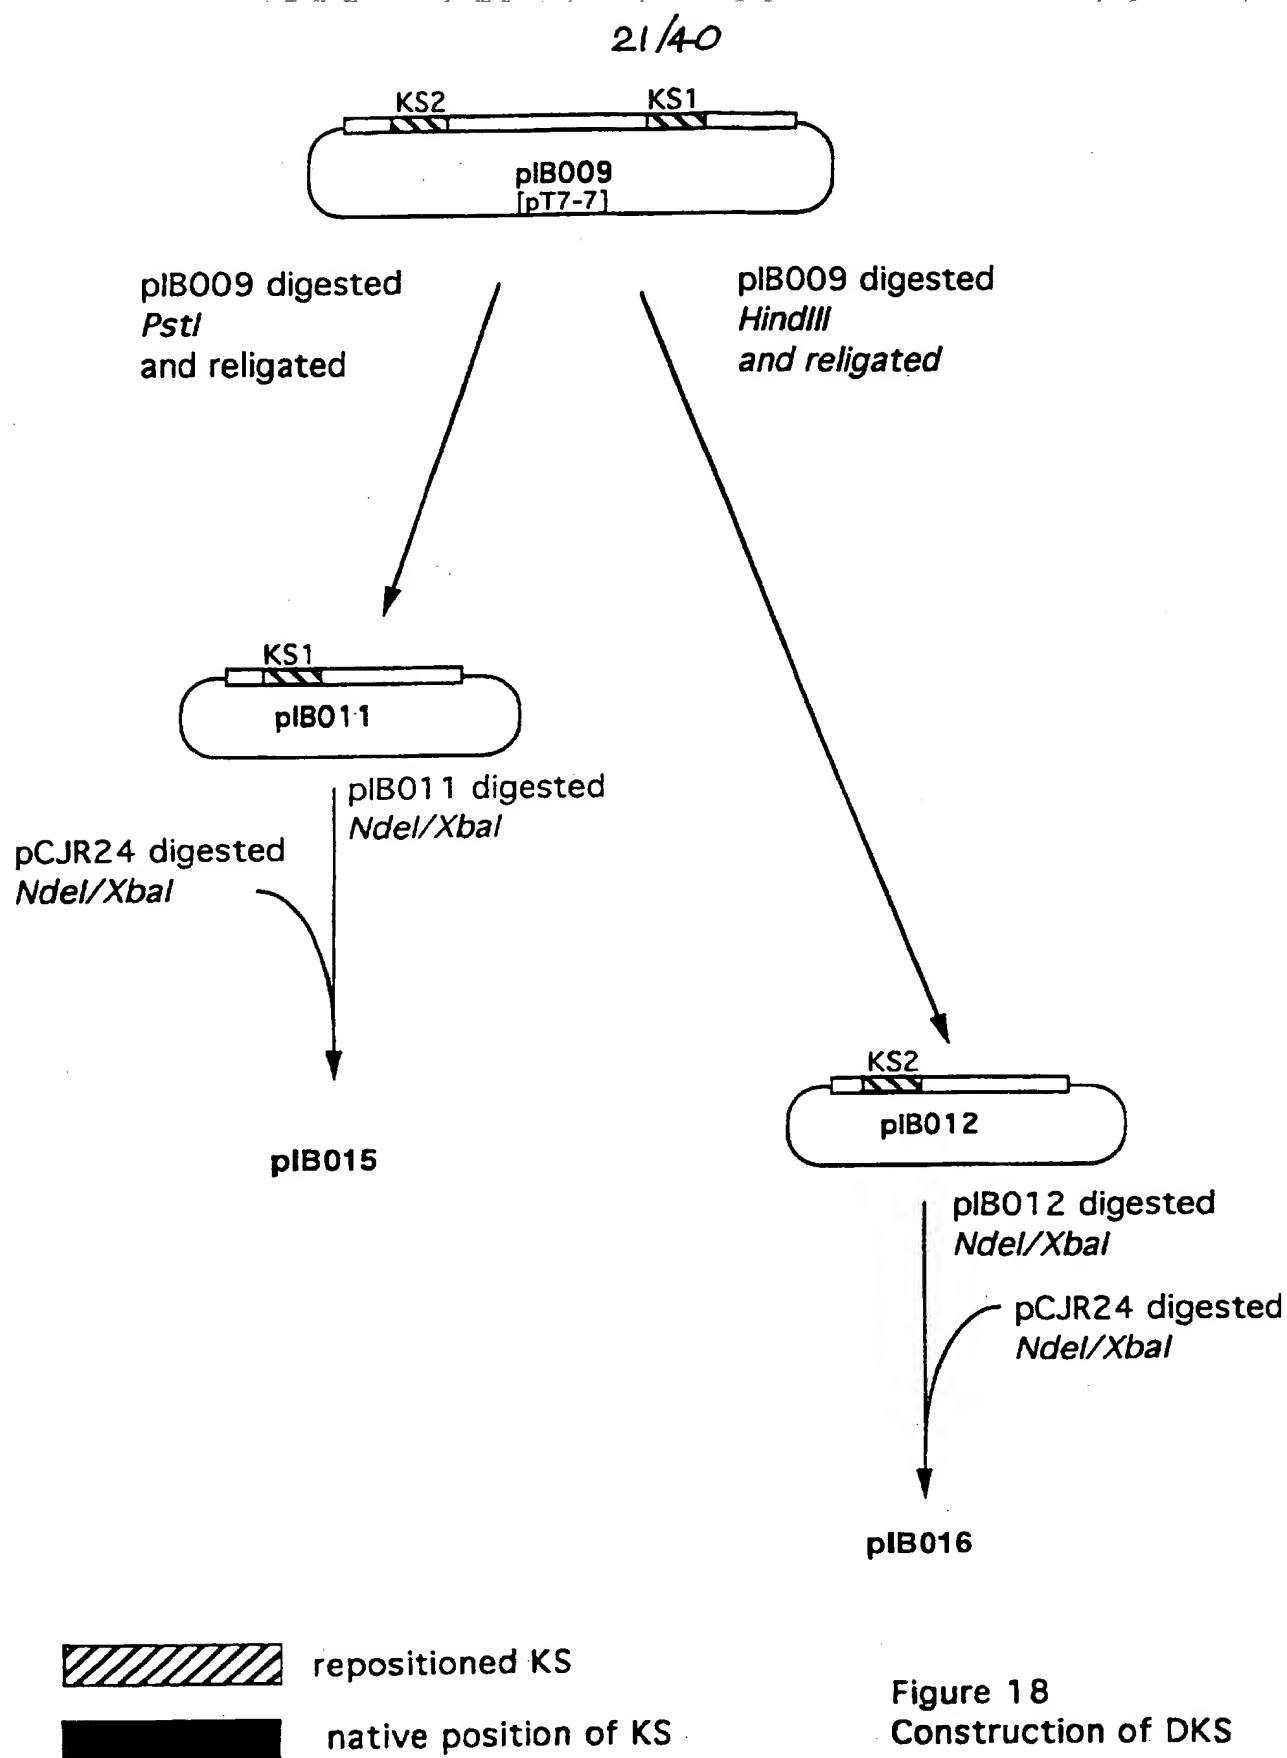 21/40
KS2
KS1
pIB009
[pT7-7]
pIB009 digested
PstI
and religated
pIB009 digested
HindIII
and religated
KS1
pIB011
pIB011 digested
NdeI/XbaI
pCJR24 digested
NdeI/XbaI
pIB015
KS2
pIB012
pIB012 digested
NdeI/XbaI
pCJR24 digested
NdeI/XbaI
pIB016
repositioned KS
native position of KS
Figure 18
Construction of DKS